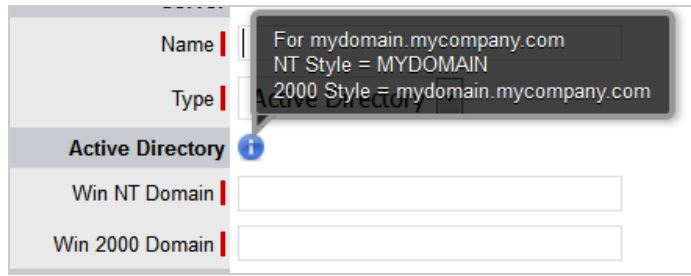 Name
For mydomain.mycompany.com
NT Style = MYDOMAIN
2000 Style = mydomain.mycompany.com
Type
Active Directory
Active Directory
Win NT Domain
Win 2000 Domain